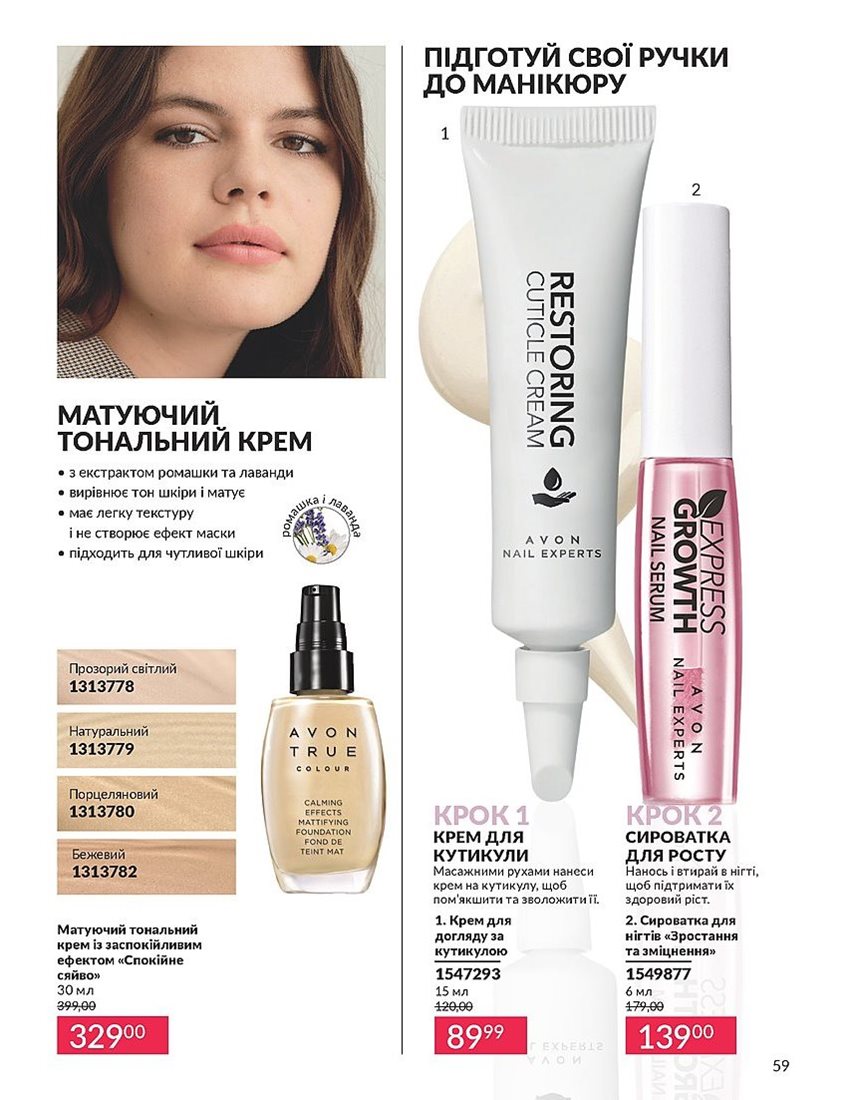 МАТУЮЧИЙ
ТОНАЛЬНИЙ КРЕМ
• з екстрактом ромашки та лаванди
• вирівнює тон шкіри і матує
• має легку текстуру
і не створює ефект маски
• підходить для чутливої шкіри
ромашка і лаванда
Прозорий світлий
1313778
Натуральний
1313779
Порцеляновий
1313780
Бежевий
1313782
AVON
TRUE
COLOUR
CALMING
EFFECTS
MATTIFYING
FOUNDATION
FOND DE
TEINT MAT
Матуючий тональний
крем із заспокійливим
ефектом «Спокійне
сяйво»
30 мл
399,00
329 00
ПІДГОТУЙ СВОЇ РУЧКИ
ДО МАНІКЮРУ
1
RESTORING
CUTICLE CREAM
AVON
NAIL EXPERTS
2
EXPRESS
GROWTH
NAIL SERUM
AVON
NAIL EXPERTS
КРОК 1
КРЕМ ДЛЯ
КУТИКУЛИ
Масажними рухами нанеси
крем на кутикулу, щоб
пом'якшити та зволожити її.
1. Крем для
догляду за
кутикулою
1547293
15 мл
120,00
89 99
КРОК 2
СИРОВАТКА
ДЛЯ РОСТУ
Нанось і втирай в нігті,
щоб підтримати їх
здоровий ріст.
2. Сироватка для
нігтів «Зростання
та зміцнення»
1549877
6 мл
179,00
139 00
59